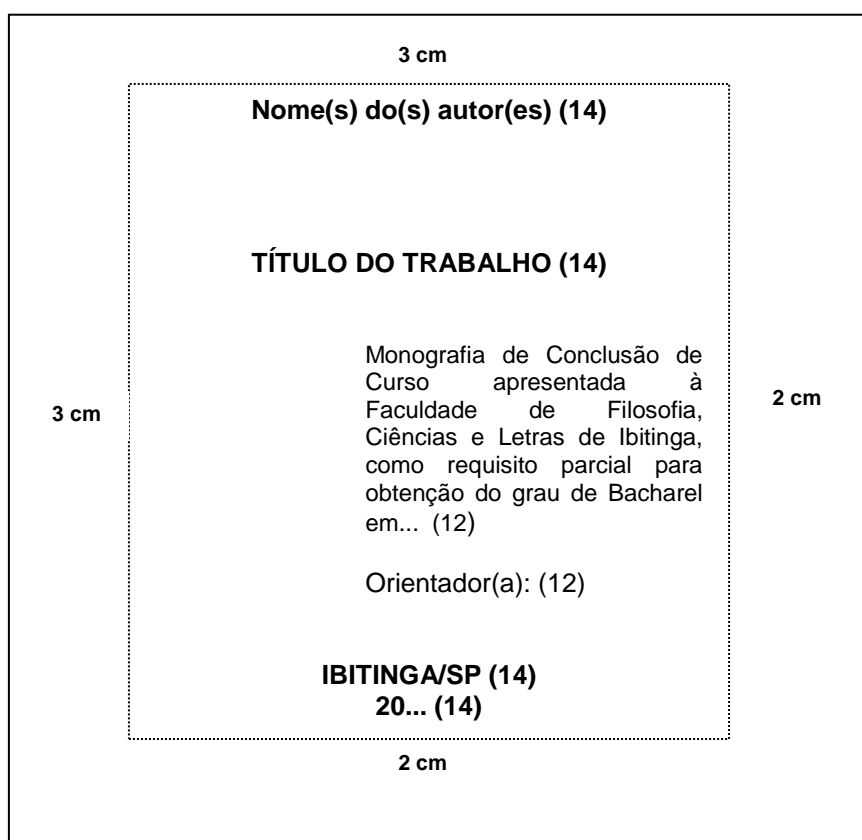 3 cm
Nome(s) do(s) autor(es) (14)
TÍTULO DO TRABALHO (14)
Monografia de Conclusão de
Curso apresentada à
Faculdade de Filosofia,
Ciências e Letras de Ibitinga,
como requisito parcial para
obtenção do grau de Bacharel
em... (12)
3 cm
2 cm
Orientador(a): (12)
IBITINGA/SP (14)
20... (14)
2 cm